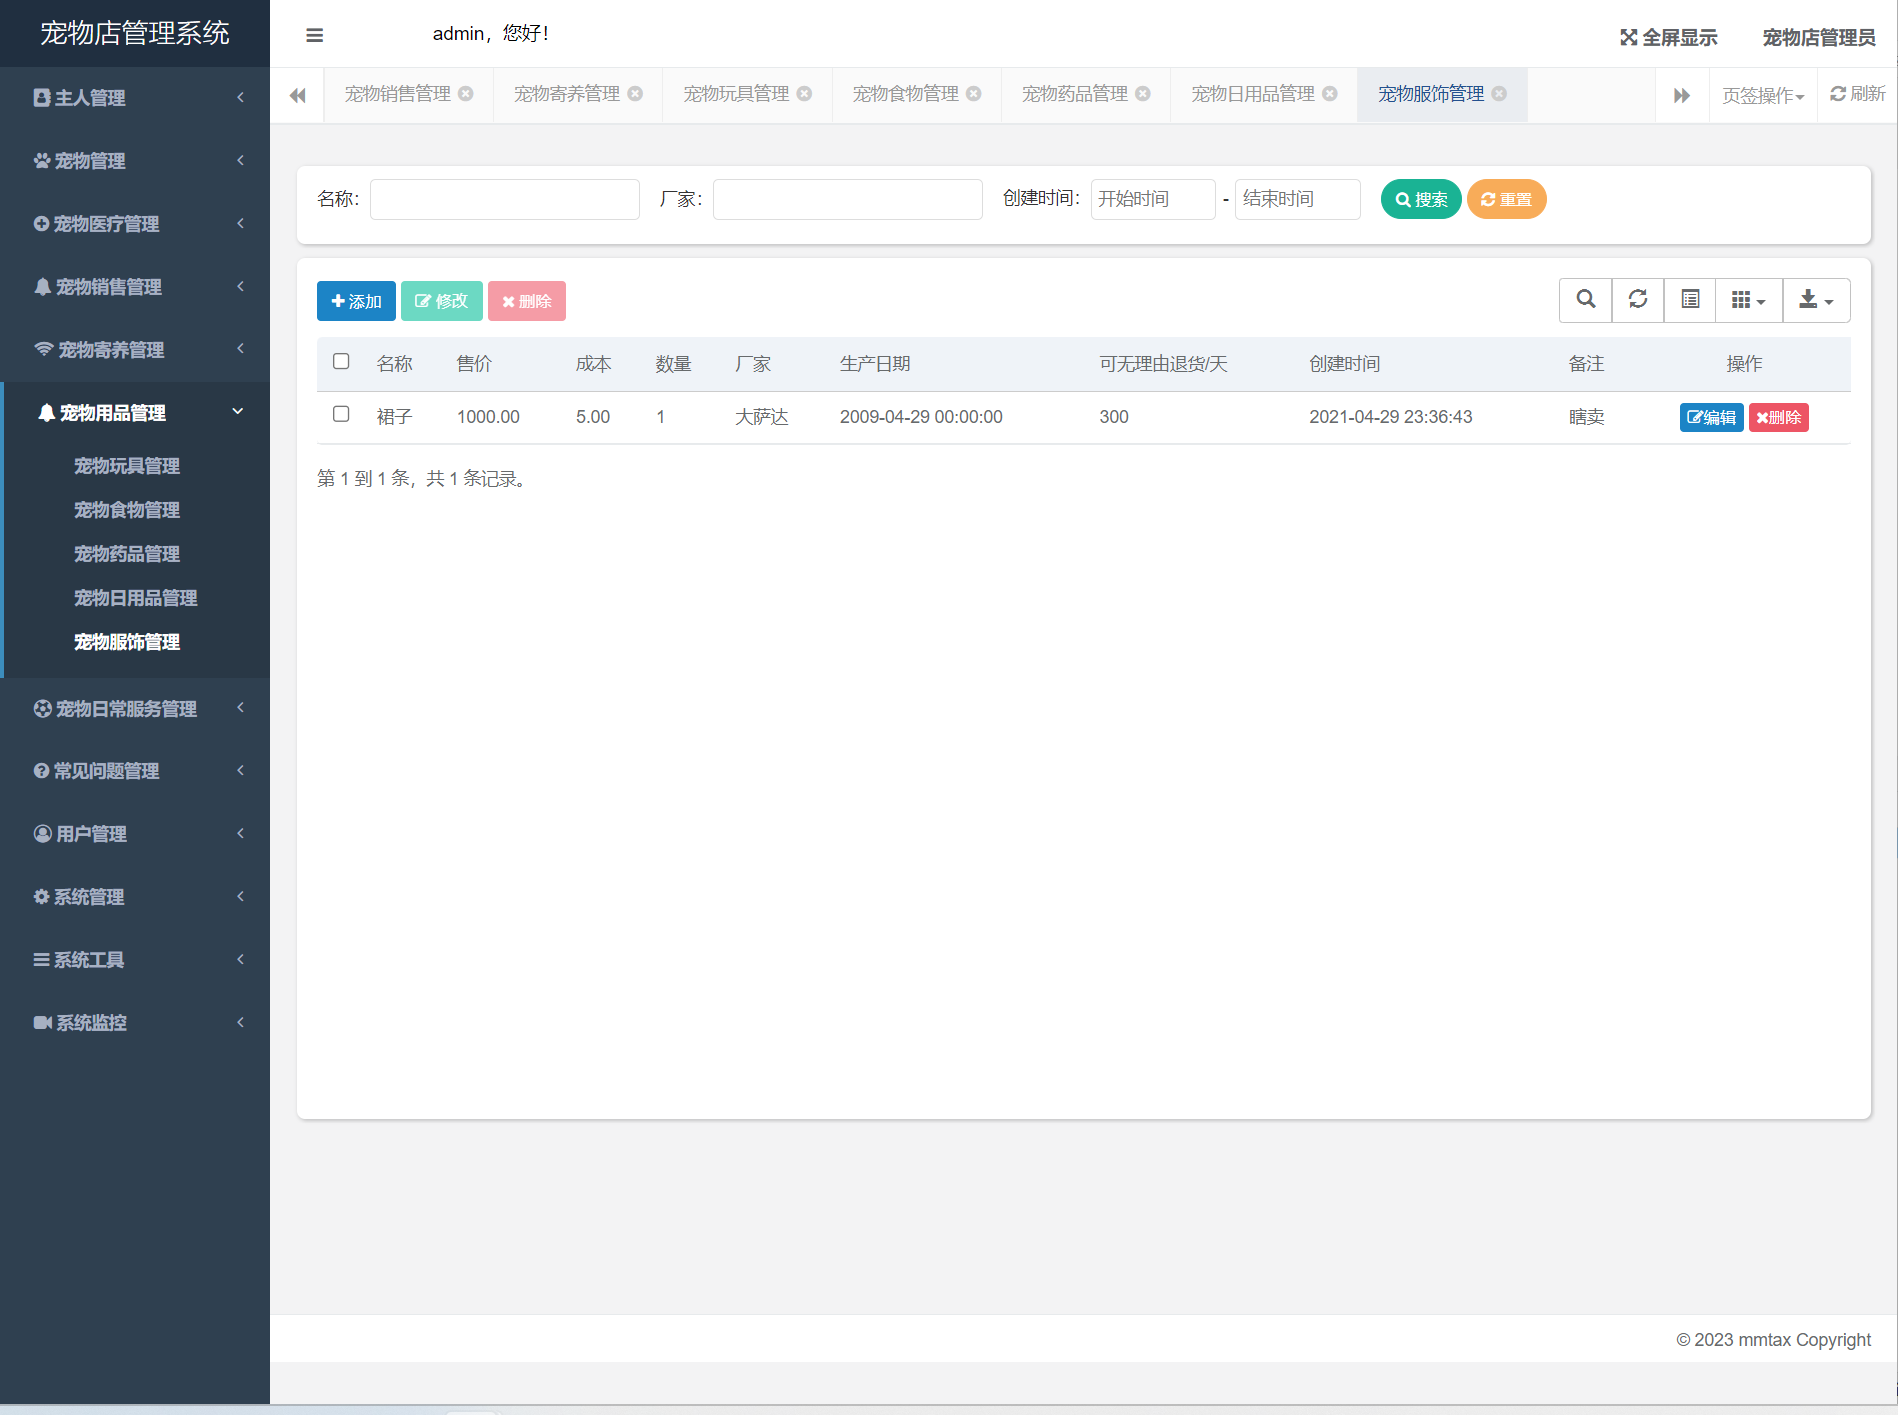 宠物店管理系统
admin，您好！
全屏显示
宠物店管理员
宠物销售管理
宠物寄养管理
宠物玩具管理
宠物食物管理
宠物药品管理
宠物日用品管理
宠物服饰管理
页签操作
刷新
主人管理
宠物管理
宠物医疗管理
宠物销售管理
宠物寄养管理
宠物用品管理
宠物玩具管理
宠物食物管理
宠物药品管理
宠物日用品管理
宠物服饰管理
宠物日常服务管理
常见问题管理
用户管理
系统管理
系统工具
系统监控
名称：
厂家：
创建时间：
开始时间
-
结束时间
搜索
重置
添加
修改
删除
名称 售价 成本 数量 厂家 生产日期 可无理由退货/天 创建时间 备注 操作
裙子 1000.00 5.00 1 大萨达 2009-04-29 00:00:00 300 2021-04-29 23:36:43 瞎卖 编辑 删除
第 1 到 1 条，共 1 条记录。
© 2023 mmtax Copyright